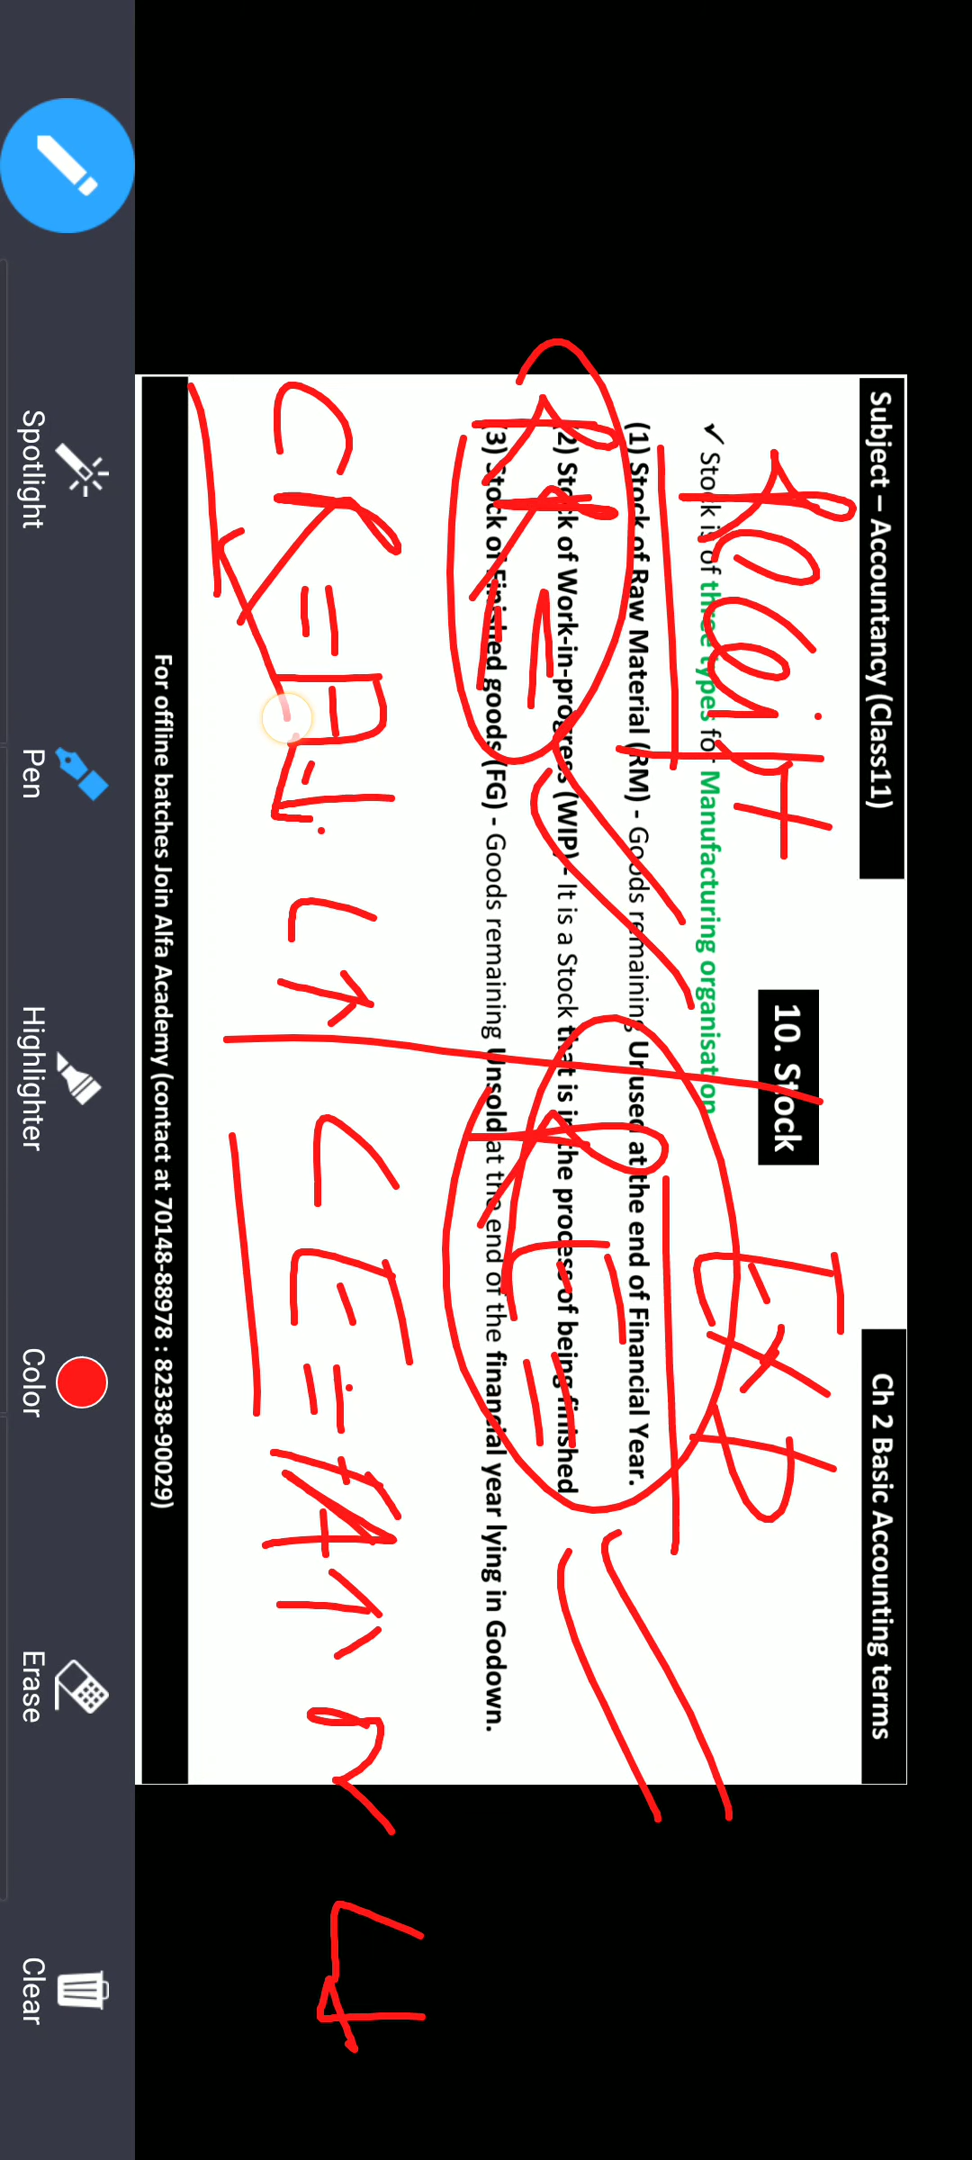 Subject – Accountancy (Class11)
Ch 2 Basic Accounting terms
10. Stock
Receipt
Exp
✓ Stock is of three types for Manufacturing organisation
(1) Stock of Raw Material (RM) - Goods remaining Unused at the end of Financial Year.
(2) Stock of Work-in-progress (WIP) - It is a Stock that is in the process of being finished
(3) Stock of Finished goods (FG) - Goods remaining Unsold at the end of the financial year lying in Godown.
RR =
RE =
CR =
L ↑
CE =
For offline batches Join Alfa Academy (contact at 70148-88978 : 82338-90029)
Spotlight
Pen
Highlighter
Color
Erase
Clear